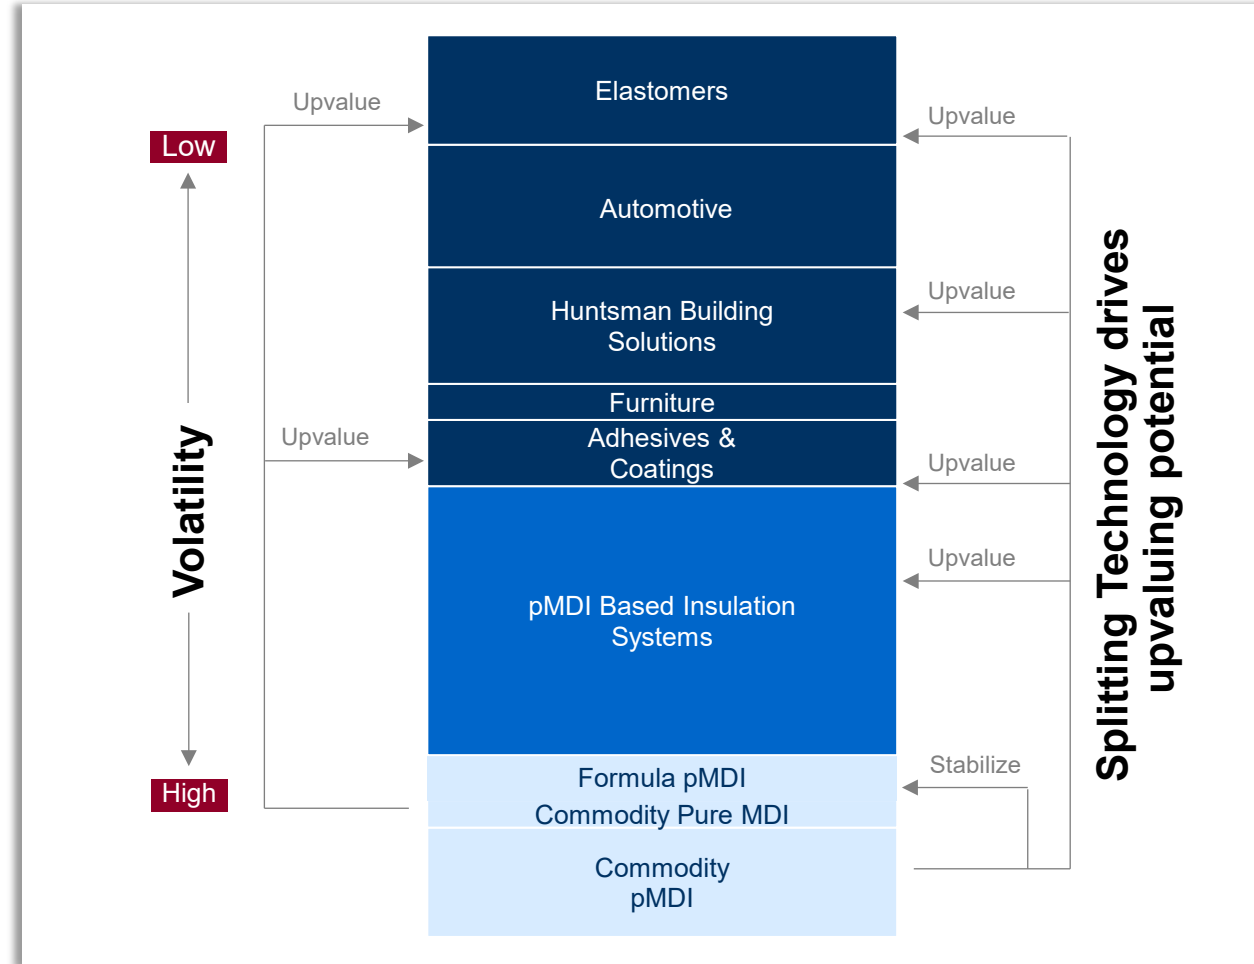 Elastomers
Upvalue
Upvalue
Low
Automotive
Upvalue
Huntsman Building
Solutions
Furniture
Upvalue
Adhesives &
Coatings
Upvalue
Volatility
Upvalue
pMDI Based Insulation
Systems
Stabilize
Formula pMDI
High
Commodity Pure MDI
Commodity
pMDI
Splitting Technology drives
upvaluing potential